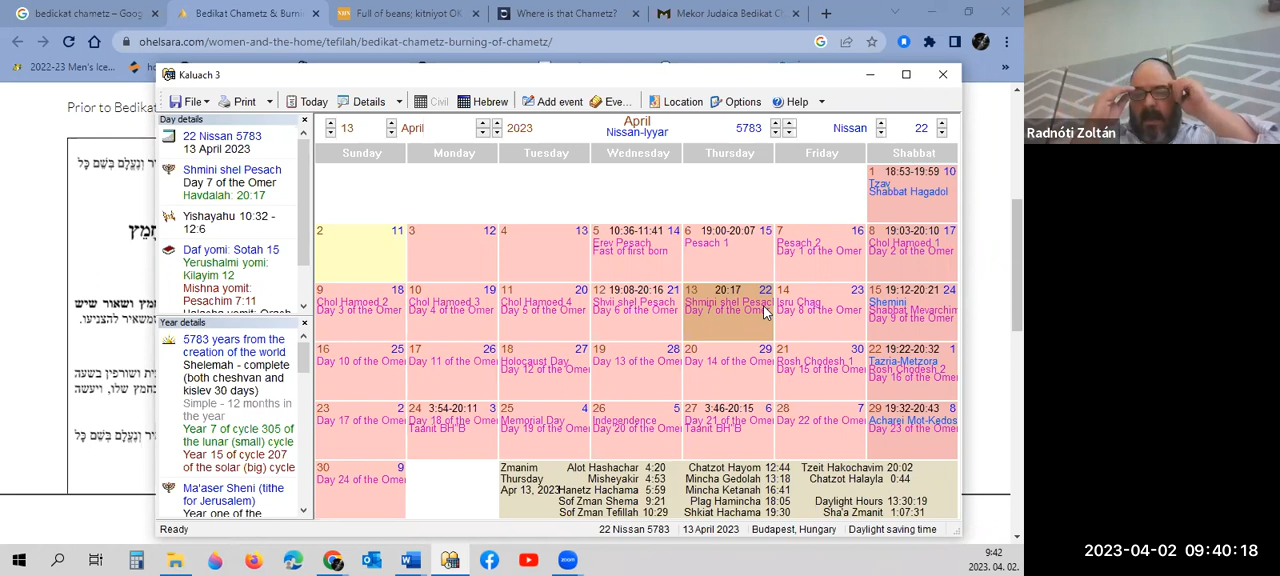 bedickat chametz – Goog
Bedikat Chametz & Burni
Full of beans; kitniyot OK
Where is that Chametz?
Mekor Judaica Bedikat C
ohelsara.com/women-and-the-home/tefilah/bedikat-chametz-burning-of-chametz/
2022-23 Men's Ice...
Prior to Bedikat
Kaluach 3
File Print Today Details Civil Hebrew Add event Eve... Location Options Help
Day details
22 Nissan 5783
13 April 2023
Shmini shel Pesach
Day 7 of the Omer
Havdalah: 20:17
Yishayahu 10:32 -
12:6
Daf yomi: Sotah 15
Yerushalmi yomi:
Kilayim 12
Mishna yomit:
Pesachim 7:11
Year details
5783 years from the
creation of the world
Shelemah - complete
(both cheshvan and
kislev 30 days)
Simple - 12 months in
the year
Year 7 of cycle 305 of
the lunar (small) cycle
Year 15 of cycle 207
of the solar (big) cycle
Ma'aser Sheni (tithe
for Jerusalem)
Year one of the
13 April 2023 April 5783 Nissan 22
Nissan-Iyyar
Sunday Monday Tuesday Wednesday Thursday Friday Shabbat
1 18:53-19:59 10
Tzav
Shabbat Hagadol
2 11 3 12 4 13 5 10:36-11:41 14 6 19:00-20:07 15 7 16 8 19:03-20:10 17
Erev Pesach Pesach 1 Pesach 2 Chol Hamoed 1
Fast of first born Day 1 of the Omer Day 2 of the Omer
9 18 10 19 11 20 12 19:08-20:16 21 13 20:17 22 14 23 15 19:12-20:21 24
Chol Hamoed 2 Chol Hamoed 3 Chol Hamoed 4 Shvii shel Pesach Shmini shel Pesac Isru Chag Shemini
Day 3 of the Omer Day 4 of the Omer Day 5 of the Omer Day 6 of the Omer Day 7 of the Ome Day 8 of the Omer Shabbat Mevarchim
Day 9 of the Omer
16 25 17 26 18 27 19 28 20 29 21 30 22 19:22-20:32 1
Day 10 of the Omer Day 11 of the Omer Holocaust Day Day 13 of the Omer Day 14 of the Omer Rosh Chodesh 1 Tazria-Metzora
Day 12 of the Omer Day 15 of the Omer Rosh Chodesh 2
Day 16 of the Omer
23 2 24 3:54-20:11 3 25 4 26 5 27 3:46-20:15 6 28 7 29 19:32-20:43 8
Day 17 of the Omer Day 18 of the Omer Memorial Day Independence Day 21 of the Omer Day 22 of the Omer Acharei Mot-Kedos
Taanit BH"B Day 19 of the Omer Day 20 of the Omer Taanit BH"B Day 23 of the Omer
30 9
Day 24 of the Omer
Zmanim Alot Hashachar 4:20 Chatzot Hayom 12:44 Tzeit Hakochavim 20:02
Thursday Misheyakir 4:53 Mincha Gedolah 13:18 Chatzot Halayla 0:44
Apr 13, 2023 Hanetz Hachama 5:59 Mincha Ketanah 16:41
Sof Zman Shema 9:21 Plag Hamincha 18:05 Daylight Hours 13:30:19
Sof Zman Tefillah 10:29 Shkiat Hachama 19:30 Sha'a Zmanit 1:07:31
Ready 22 Nissan 5783 13 April 2023 Budapest, Hungary Daylight saving time
9:42
2023. 04. 02.
Radnóti Zoltán
2023-04-02 09:40:18